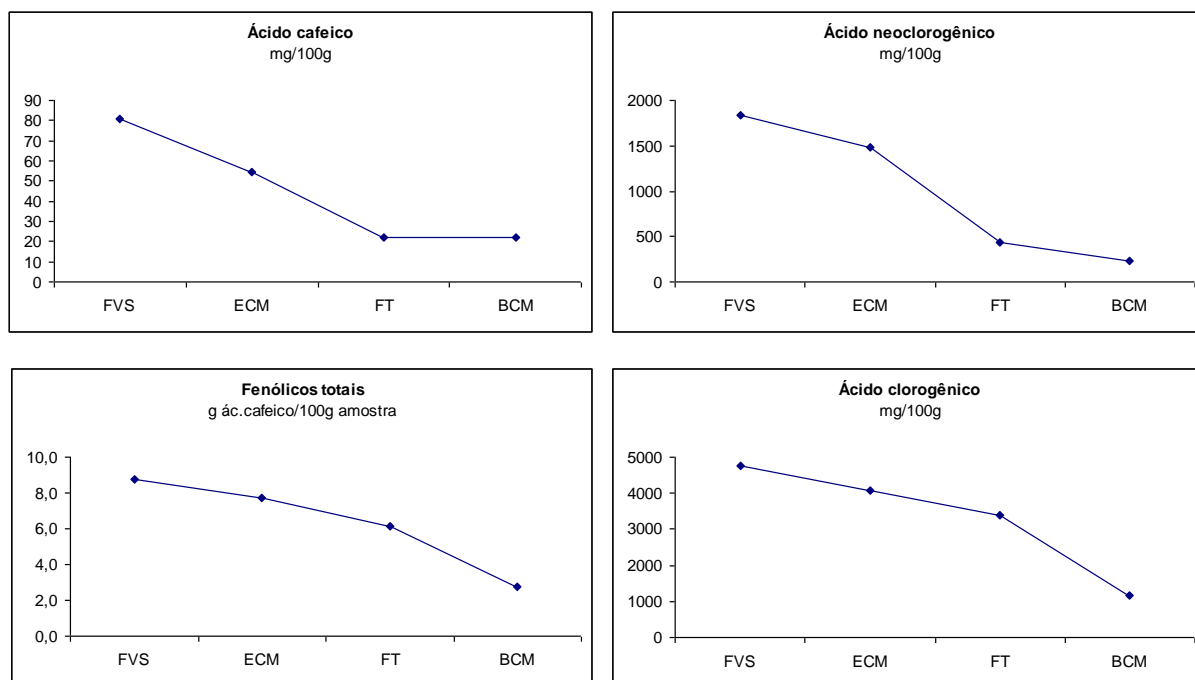 Ácido cafeico
mg/100g
90
80
70
60
50
40
30
20
10
0
FVS ECM FT BCM
Ácido neoclorogênico
mg/100g
2000
1500
1000
500
0
FVS ECM FT BCM
Fenólicos totais
g ác.cafeico/100g amostra
10,0
8,0
6,0
4,0
2,0
0,0
FVS ECM FT BCM
Ácido clorogênico
mg/100g
5000
4000
3000
2000
1000
0
FVS ECM FT BCM